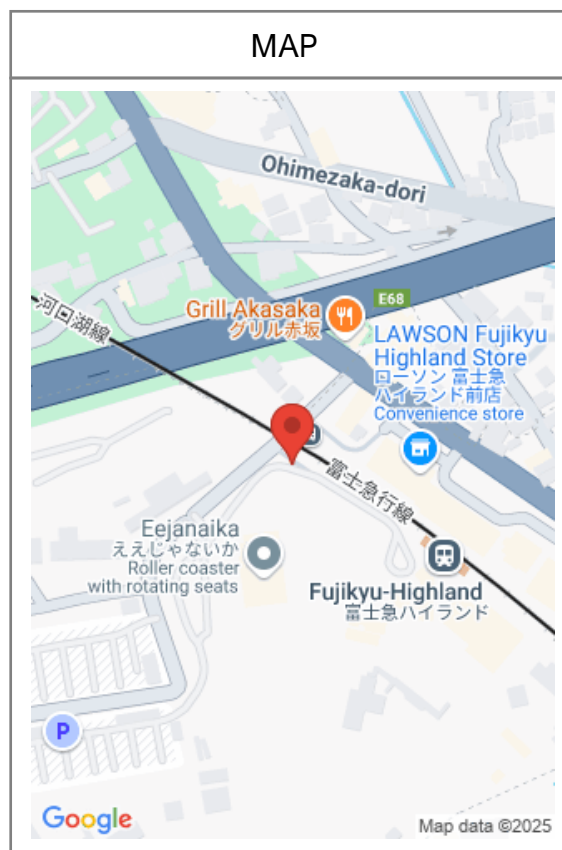 MAP
Ohimezaka-dori
河口湖線
E68
Grill Akasaka
グリル赤坂
LAWSON Fujikyu
Highland Store
ローソン 富士急
ハイランド前店
Convenience store
富士急行線
Eejanaika
ええじゃないか
Roller coaster
with rotating seats
Fujikyu-Highland
富士急ハイランド
P
Google
Map data ©2025